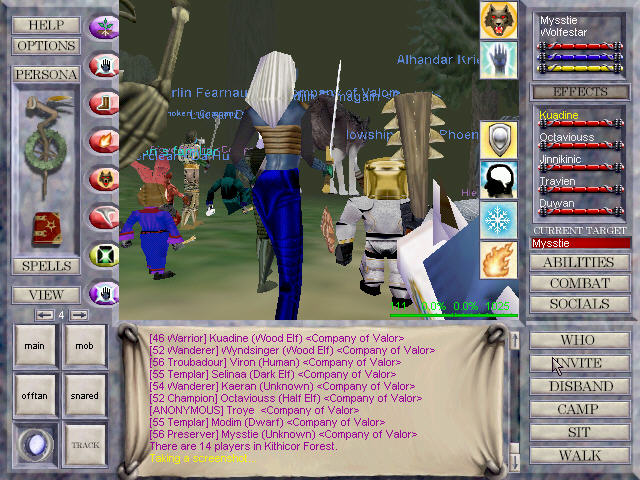 HELP
OPTIONS
PERSONA
SPELLS
VIEW
4
main
mob
offtan
snared
TRACK
Alhandar
Fearnau
Company of Valor>
Phoen
[46 Warrior] Kuadine (Wood Elf) <Company of Valor>
[52 Wanderer] Wyndsinger (Wood Elf) <Company of Valor>
[56 Troubadour] Viron (Human) <Company of Valor>
[55 Templar] Selinaa (Dark Elf) <Company of Valor>
[54 Wanderer] Kaeran (Unknown) <Company of Valor>
[52 Champion] Octaviouss (Half Elf) <Company of Valor>
[ANONYMOUS] Troye <Company of Valor>
[55 Templar] Modim (Dwarf) <Company of Valor>
[56 Preserver] Mysstie (Unknown) <Company of Valor>
There are 14 players in Kithicor Forest.
Taking a screenshot...
Mysstie
Wolfestar
EFFECTS
Kuadine
Octaviouss
Jinnikinic
Travien
Duwan
CURRENT TARGET
Mysstie
ABILITIES
COMBAT
SOCIALS
WHO
INVITE
DISBAND
CAMP
SIT
WALK